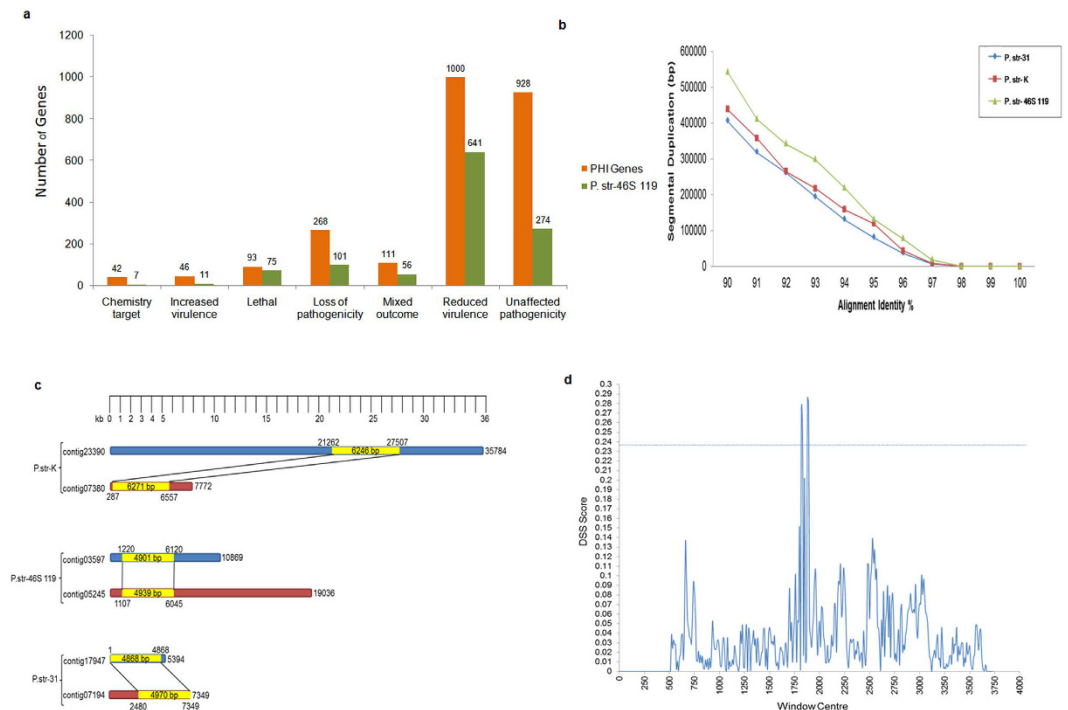 a
1200
1000
800
600
400
200
0
Number of Genes
42 7
46 11
93 75
268 101
111 56
1000 641
928 274
Chemistry target
Increased virulence
Lethal
Loss of pathogenicity
Mixed outcome
Reduced virulence
Unaffected pathogenicity
PHI Genes
P. str-46S 119
b
600000
500000
400000
300000
200000
100000
0
Segmental Duplication (bp)
P. str-31
P. str- K
P. str- 46S 119
90 91 92 93 94 95 96 97 98 99 100
Alignment Identity %
c
kb 0 1 2 3 4 5 10 15 20 25 30 36
P.str-K
contig23390
21262 27507
6246 bp
35784
contig07380
6271 bp
7772
287 6557
P.str-46S 119
contig03597
1220 6120
4901 bp
10869
contig05245
4939 bp
19036
1107 6045
P.str-31
contig17947
1 4868
4868 bp
5394
contig07194
4970 bp
7349
2480 7349
d
0.3
0.29
0.28
0.27
0.26
0.25
0.24
0.23
0.22
0.21
0.2
0.19
0.18
0.17
0.16
0.15
0.14
0.13
0.12
0.11
0.1
0.09
0.08
0.07
0.06
0.05
0.04
0.03
0.02
0.01
0
DSS Score
0 250 500 750 1000 1250 1500 1750 2000 2250 2500 2750 3000 3250 3500 3750 4000
Window Centre